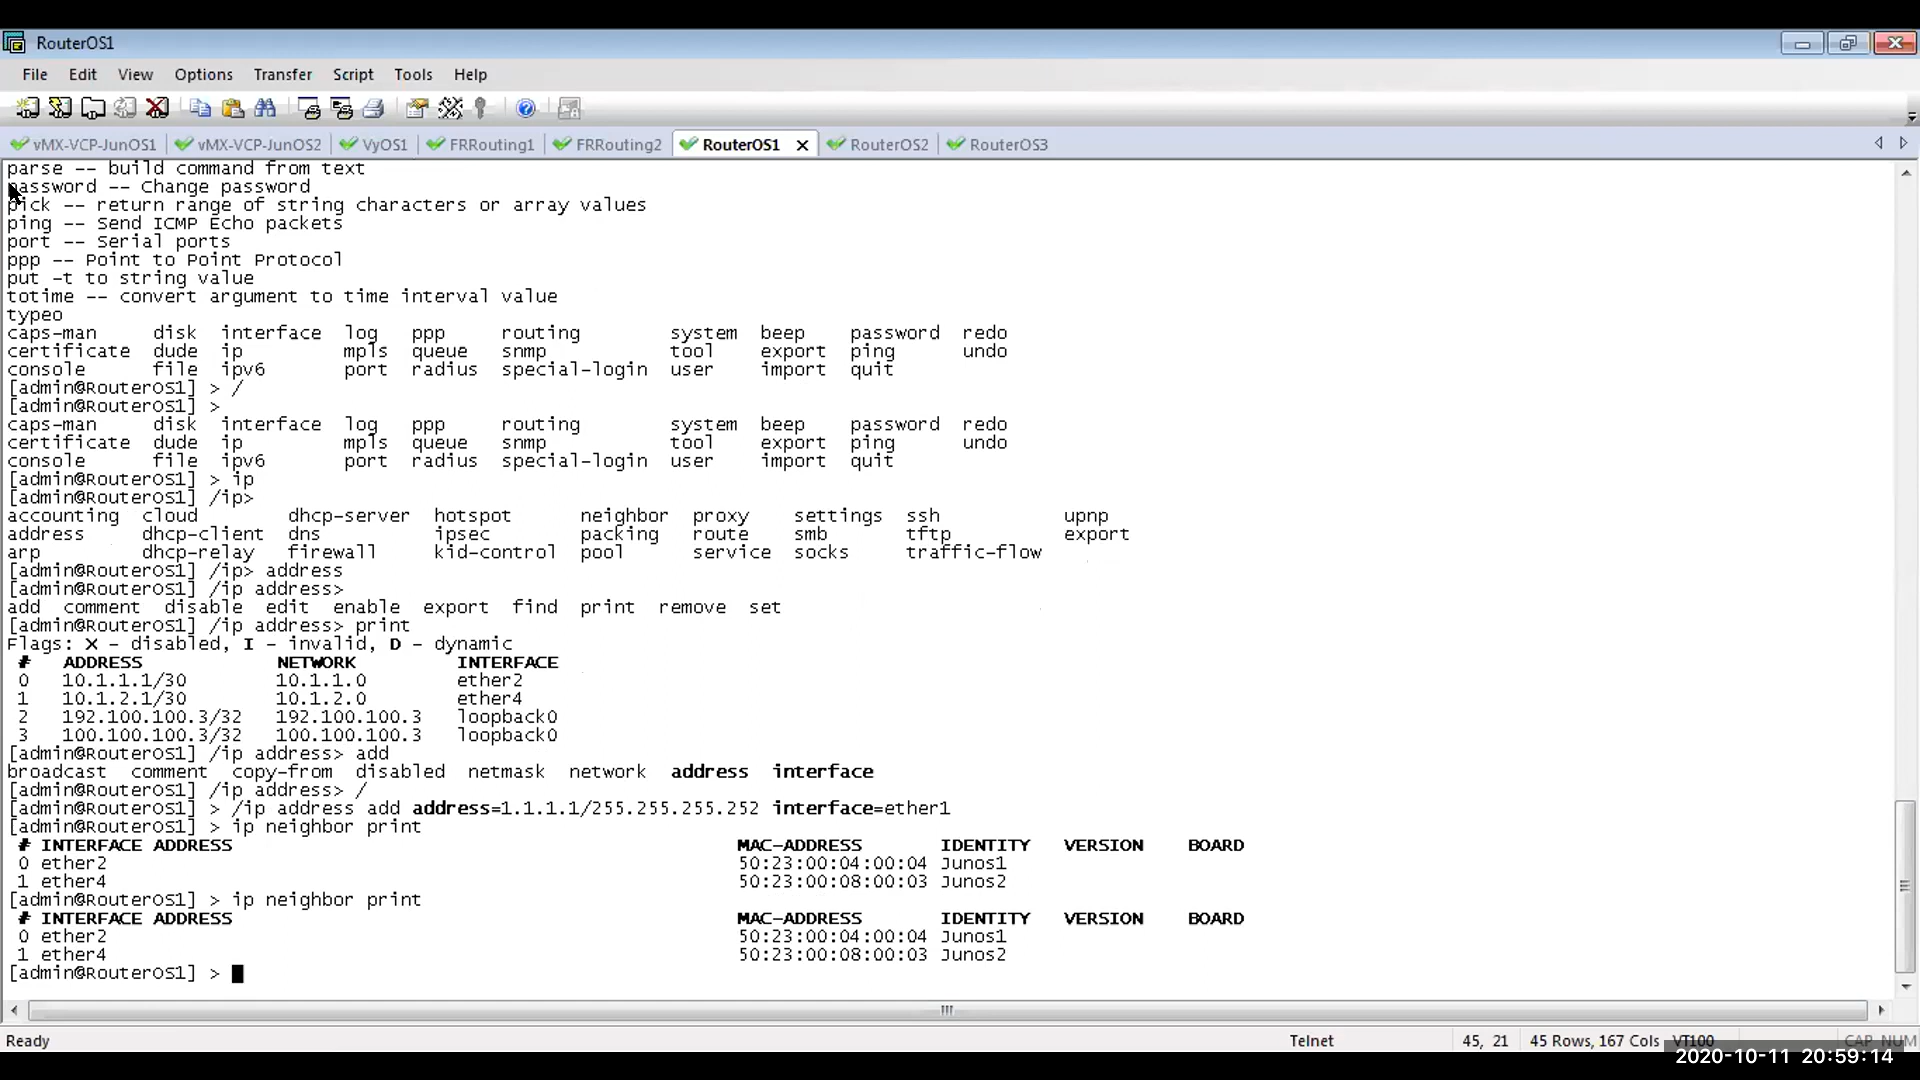 RouterOS1
File Edit View Options Transfer Script Tools Help
vMX-VCP-JunOS1 vMX-VCP-JunOS2 VyOS1 FRRouting1 FRRouting2 RouterOS1 RouterOS2 RouterOS3
parse -- build command from text
password -- Change password
pick -- return range of string characters or array values
ping -- Send ICMP Echo packets
port -- Serial ports
ppp -- Point to Point Protocol
put -t to string value
totime -- convert argument to time interval value
typeo
caps-man disk interface log ppp routing system beep password redo
certificate dude ip mpls queue snmp tool export ping undo
console file ipv6 port radius special-login user import quit
[admin@RouterOS1] > /
[admin@RouterOS1] >
caps-man disk interface log ppp routing system beep password redo
certificate dude ip mpls queue snmp tool export ping undo
console file ipv6 port radius special-login user import quit
[admin@RouterOS1] > ip
[admin@RouterOS1] /ip>
accounting cloud dhcp-server hotspot neighbor proxy settings ssh upnp
address dhcp-client dns ipsec packing route smb tftp export
arp dhcp-relay firewall kid-control pool service socks traffic-flow
[admin@RouterOS1] /ip> address
[admin@RouterOS1] /ip address>
add comment disable edit enable export find print remove set
[admin@RouterOS1] /ip address> print
Flags: X - disabled, I - invalid, D - dynamic
# ADDRESS NETWORK INTERFACE
0 10.1.1.1/30 10.1.1.0 ether2
1 10.1.2.1/30 10.1.2.0 ether4
2 192.100.100.3/32 192.100.100.3 loopback0
3 100.100.100.3/32 100.100.100.3 loopback0
[admin@RouterOS1] /ip address> add
broadcast comment copy-from disabled netmask network address interface
[admin@RouterOS1] /ip address> /
[admin@RouterOS1] > /ip address add address=1.1.1.1/255.255.255.252 interface=ether1
[admin@RouterOS1] > ip neighbor print
# INTERFACE ADDRESS MAC-ADDRESS IDENTITY VERSION BOARD
0 ether2 50:23:00:04:00:04 Junos1
1 ether4 50:23:00:08:00:03 Junos2
[admin@RouterOS1] > ip neighbor print
# INTERFACE ADDRESS MAC-ADDRESS IDENTITY VERSION BOARD
0 ether2 50:23:00:04:00:04 Junos1
1 ether4 50:23:00:08:00:03 Junos2
[admin@RouterOS1] >
Ready Telnet 45, 21 45 Rows, 167 Cols VT100 CAP NUM
2020-10-11 20:59:14